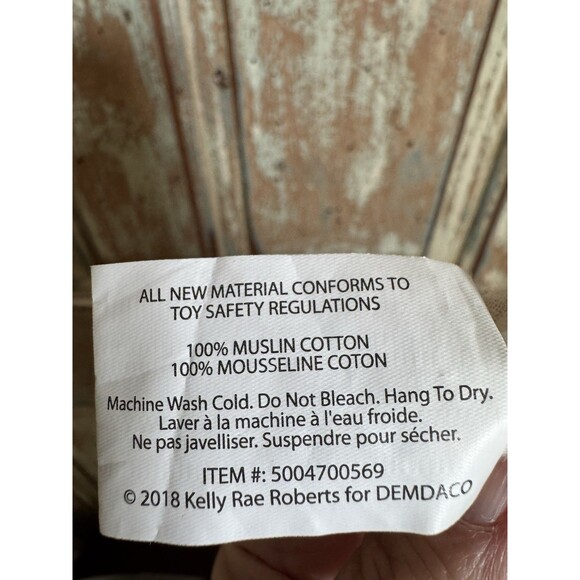 ALL NEW MATERIAL CONFORMS TO
TOY SAFETY REGULATIONS
100% MUSLIN COTTON
100% MOUSSELINE COTON
Machine Wash Cold. Do Not Bleach. Hang To Dry.
Laver à la machine à l'eau froide.
Ne pas javelliser. Suspendre pour sécher.
ITEM #: 5004700569
© 2018 Kelly Rae Roberts for DEMDACO